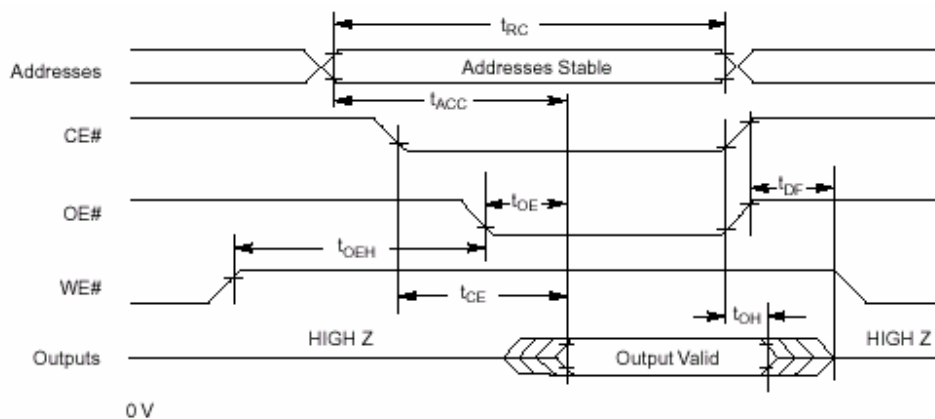 tRC
Addresses
Addresses Stable
tACC
CE#
tDF
OE#
tOE
tOEH
WE#
tCE
tOH
HIGH Z
HIGH Z
Outputs
Output Valid
0 V